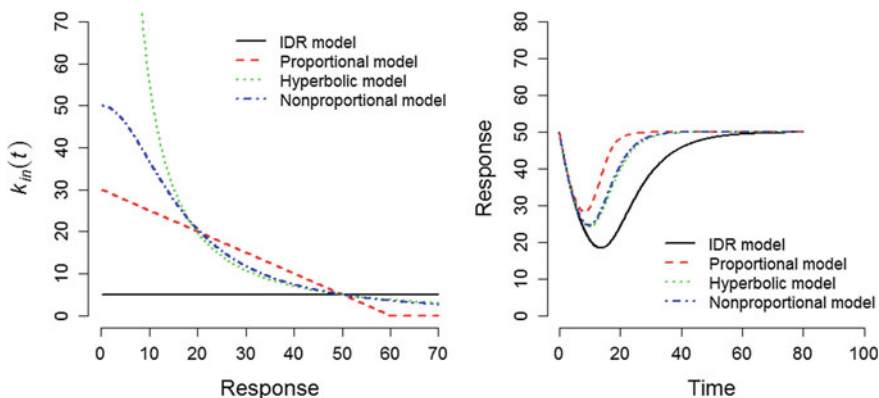 70
60
50
40
30
20
10
0
k_in(t)
IDR model
Proportional model
Hyperbolic model
Nonproportional model
0 10 20 30 40 50 60 70
Response
80
70
60
50
40
30
20
10
0
Response
IDR model
Proportional model
Hyperbolic model
Nonproportional model
0 20 40 60 80 100
Time